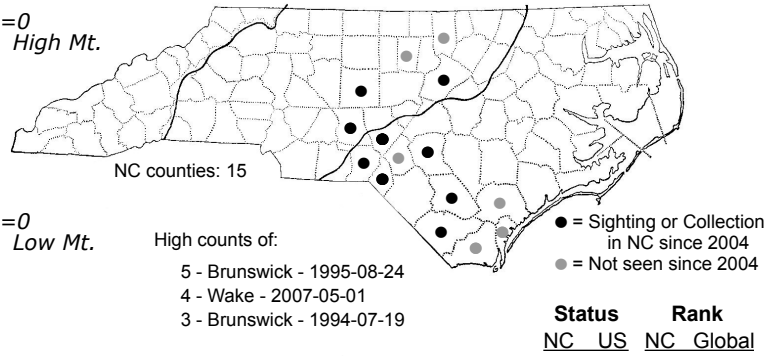 =0
High Mt.
NC counties: 15
=0
Low Mt.
High counts of:
5 - Brunswick - 1995-08-24
4 - Wake - 2007-05-01
3 - Brunswick - 1994-07-19
= Sighting or Collection
in NC since 2004
= Not seen since 2004
Status Rank
NC US NC Global